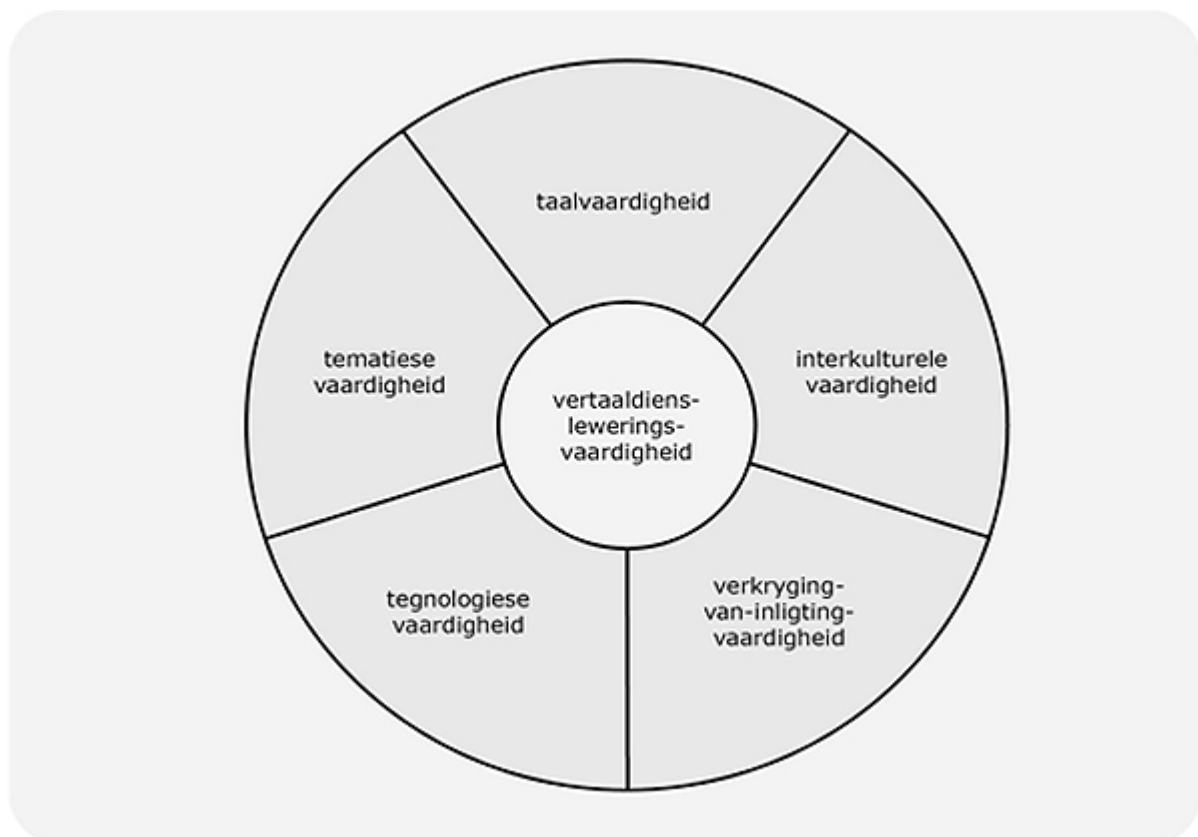 taalvaardigheid
tematiese
vaardigheid
interkulturele
vaardigheid
vertaaldiens-
lewerings-
vaardigheid
tegnologiese
vaardigheid
verkryging-
van-inligting-
vaardigheid